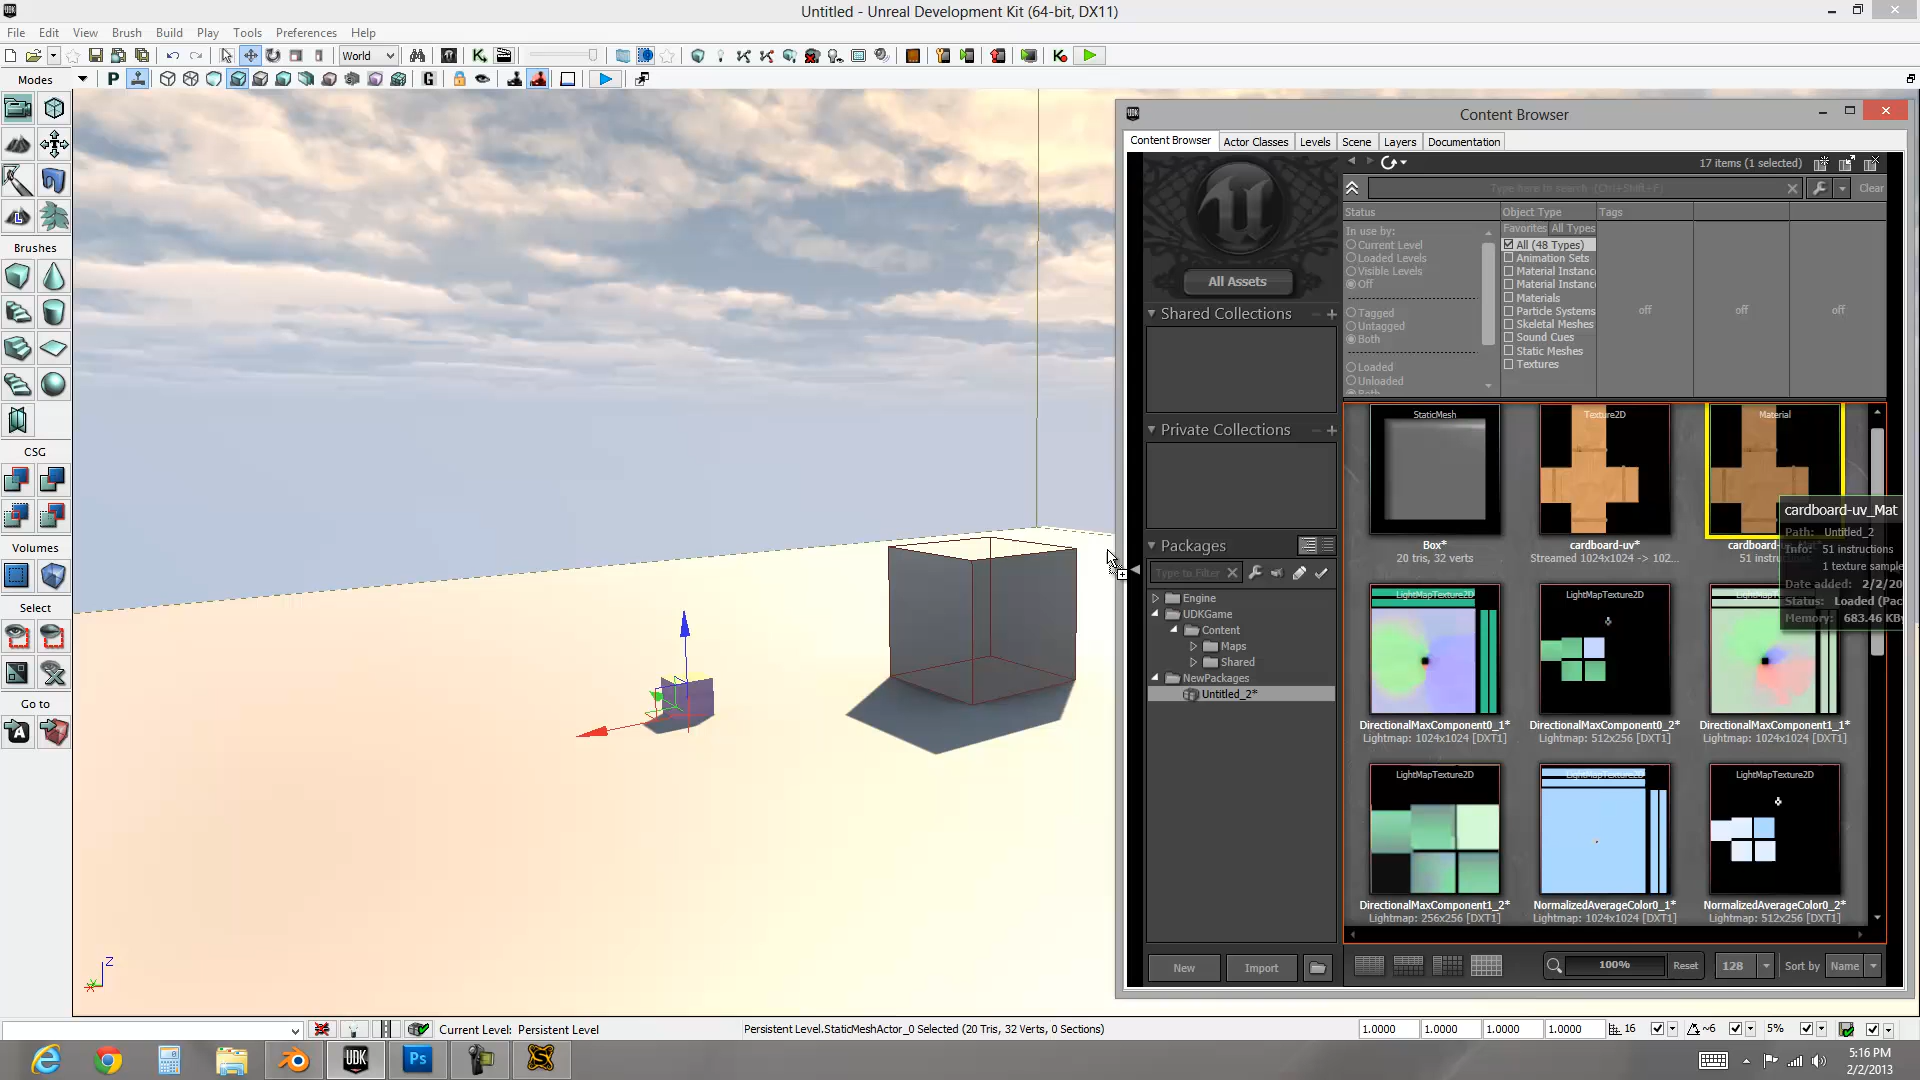 Untitled - Unreal Development Kit (64-bit, DX11)
File Edit View Brush Build Play Tools Preferences Help
World
Modes
P
G
Brushes
CSG
Volumes
Select
Go to
Content Browser
Content Browser Actor Classes Levels Scene Layers Documentation
17 items (1 selected)
Type here to search (Ctrl+Shift+F)
Clear
Status
Object Type
Tags
In use by:
Current Level
Loaded Levels
Visible Levels
Off
Tagged
Untagged
Both
Loaded
Unloaded
Both
Favorites All Types
All (48 Types)
Animation Sets
Material Instanc
Material Instanc
Materials
Particle Systems
Skeletal Meshes
Sound Cues
Static Meshes
Textures
off
off
off
All Assets
Shared Collections
Private Collections
Packages
Type to Filter
Engine
UDKGame
Content
Maps
Shared
NewPackages
Untitled_2*
New Import
StaticMesh
Box*
20 tris, 32 verts
Texture2D
cardboard-uv*
Streamed 1024x1024 -> 102...
Material
cardboard-u
51 instruction
cardboard-uv_Mat
Path: Untitled_2
Info: 51 instructions
1 texture sample
Date added: 2/2/20
Status: Loaded (Pac
Memory: 683.46 KBy
LightMapTexture2D
DirectionalMaxComponent0_1*
Lightmap: 1024x1024 [DXT1]
LightMapTexture2D
DirectionalMaxComponent0_2*
Lightmap: 512x256 [DXT1]
LightMapTexture2D
DirectionalMaxComponent1_1*
Lightmap: 1024x1024 [DXT1]
LightMapTexture2D
DirectionalMaxComponent1_2*
Lightmap: 256x256 [DXT1]
LightMapTexture2D
NormalizedAverageColor0_1*
Lightmap: 1024x1024 [DXT1]
LightMapTexture2D
NormalizedAverageColor0_2*
Lightmap: 512x256 [DXT1]
100% Reset 128 Sort by Name
Z
Current Level: Persistent Level
Persistent Level.StaticMeshActor_0 Selected (20 Tris, 32 Verts, 0 Sections)
1.0000 1.0000 1.0000 1.0000 16 ~6 5%
UDK
Ps
5:16 PM
2/2/2013